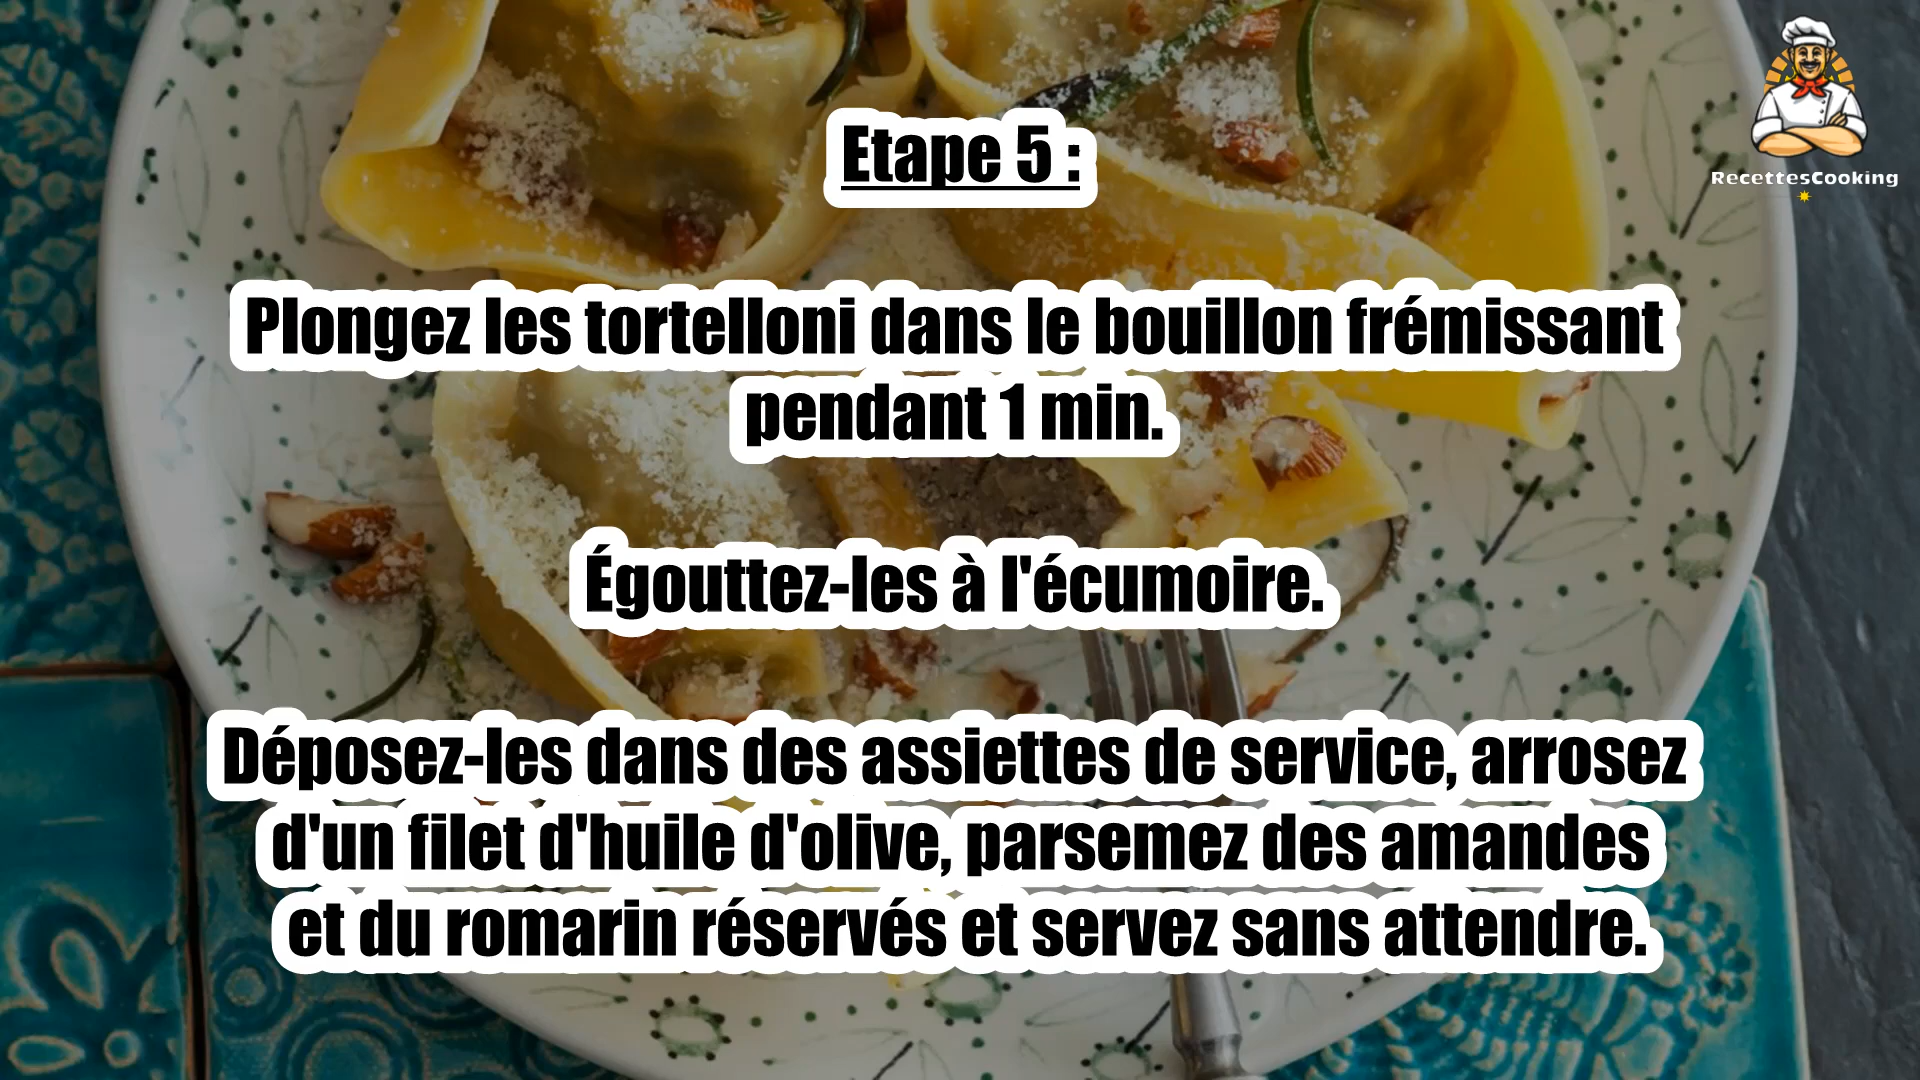 RecettesCooking
Etape 5 :
Plongez les tortelloni dans le bouillon frémissant
pendant 1 min.
Égouttez-les à l'écumoire.
Déposez-les dans des assiettes de service, arrosez
d'un filet d'huile d'olive, parsemez des amandes
et du romarin réservés et servez sans attendre.